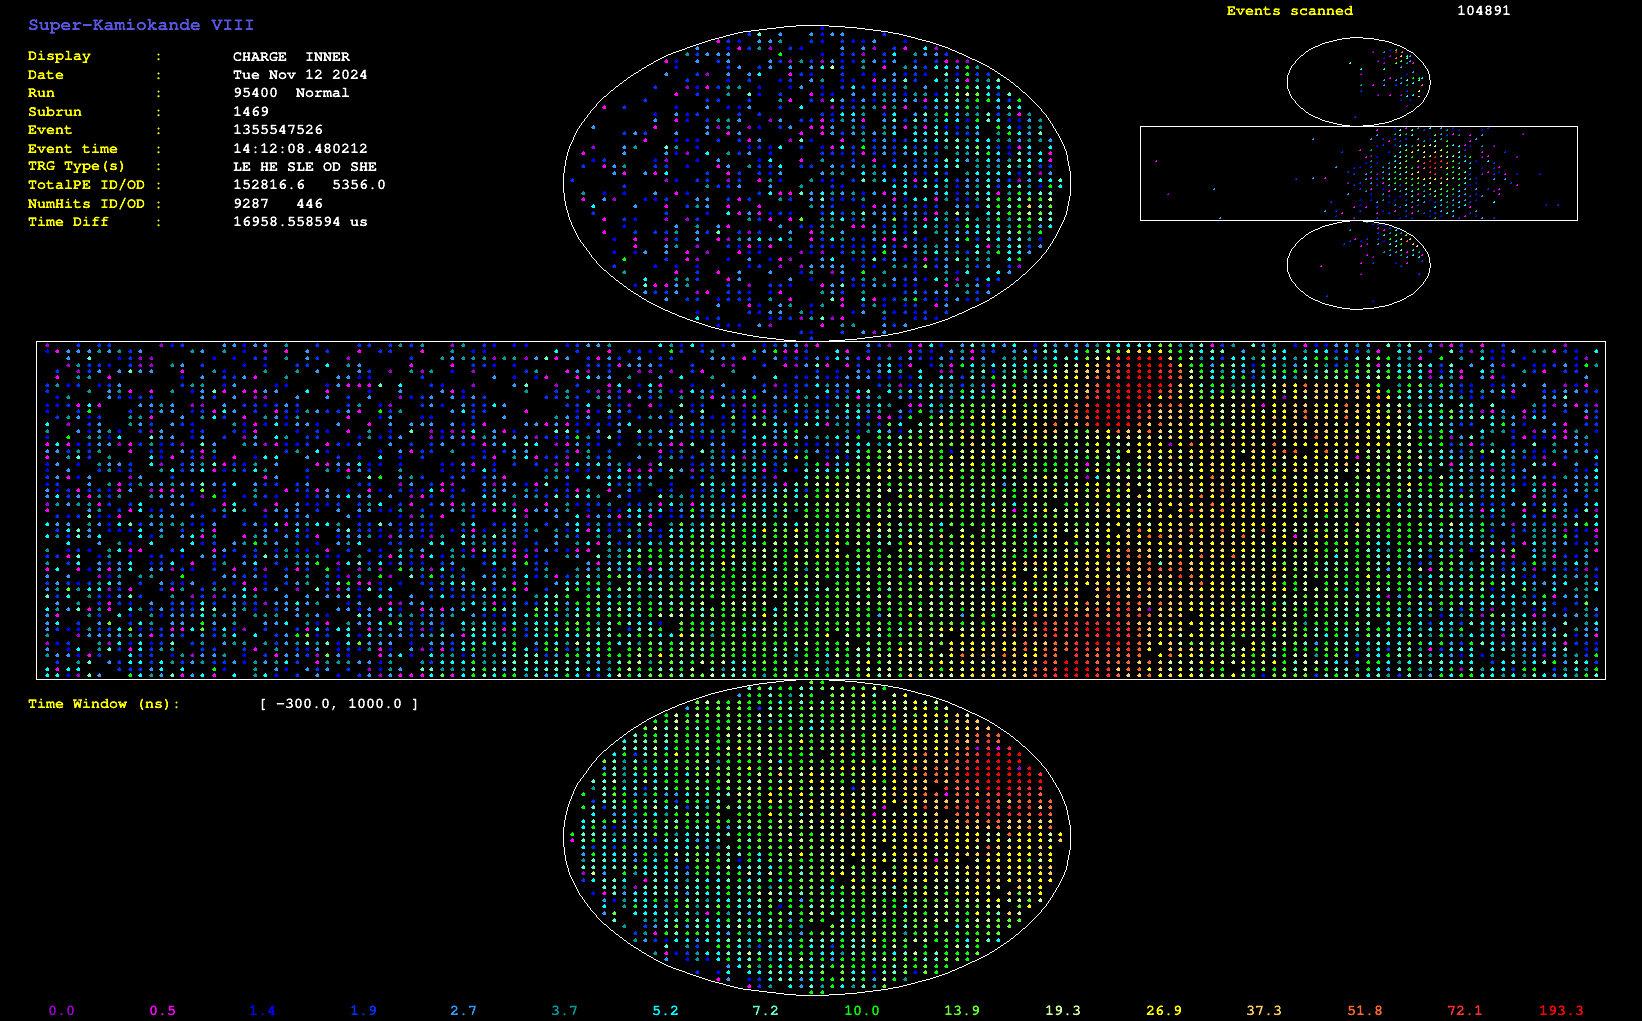 Super-Kamiokande VIII
Events scanned 104891
Display : CHARGE INNER
Date : Tue Nov 12 2024
Run : 95400 Normal
Subrun : 1469
Event : 1355547526
Event time : 14:12:08.480212
TRG Type(s) : LE HE SLE OD SHE
TotalPE ID/OD : 152816.6 5356.0
NumHits ID/OD : 9287 446
Time Diff : 16958.558594 us
Time Window (ns): [ -300.0, 1000.0 ]
0.0 0.5 1.4 1.9 2.7 3.7 5.2 7.2 10.0 13.9 19.3 26.9 37.3 51.8 72.1 193.3